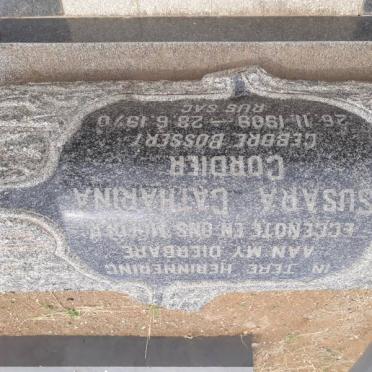 IN TERE HERINNERING
AAN MY DIERBARE
EGGENOTE EN ONS MOEDER
SUSARA CATHARINA
CORDIER
GEBORE BOSSERT
26.11.1908 — 28.6.1970
RUS SAG